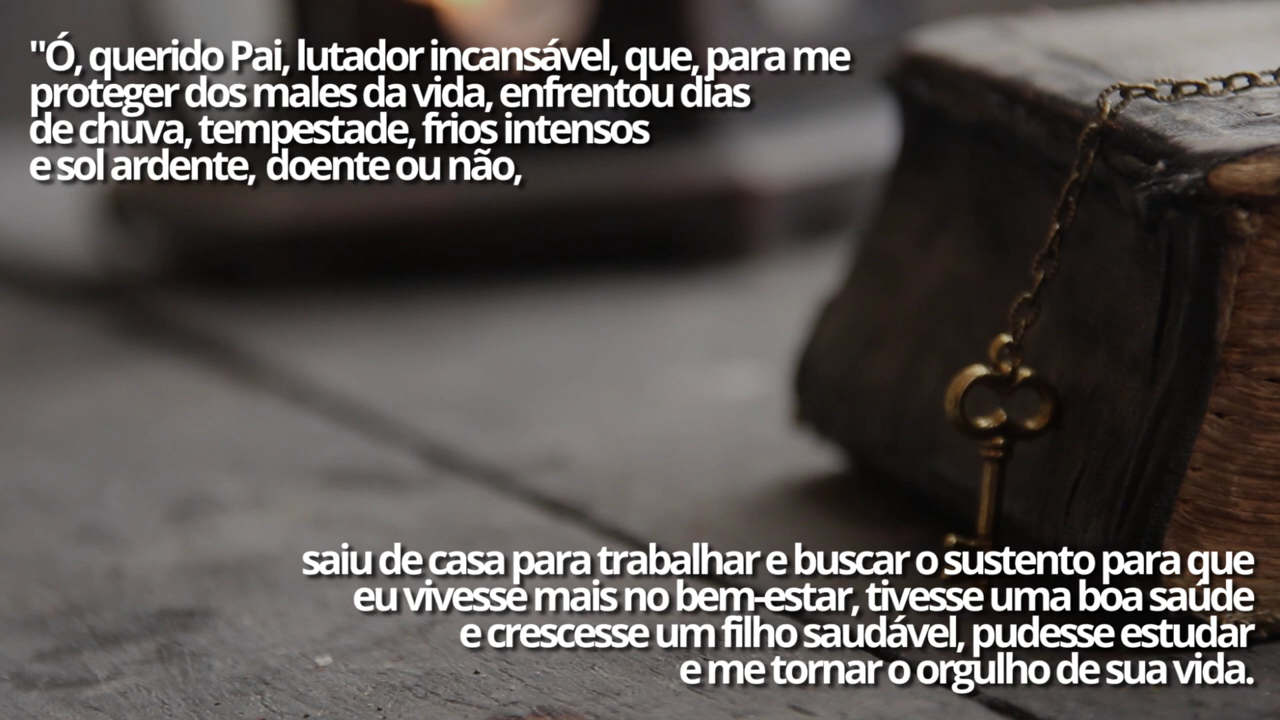 "Ó, querido Pai, lutador incansável, que, para me
proteger dos males da vida, enfrentou dias
de chuva, tempestade, frios intensos
e sol ardente, doente ou não,
saiu de casa para trabalhar e buscar o sustento para que
eu vivesse mais no bem-estar, tivesse uma boa saúde
e crescesse um filho saudável, pudesse estudar
e me tornar o orgulho de sua vida.